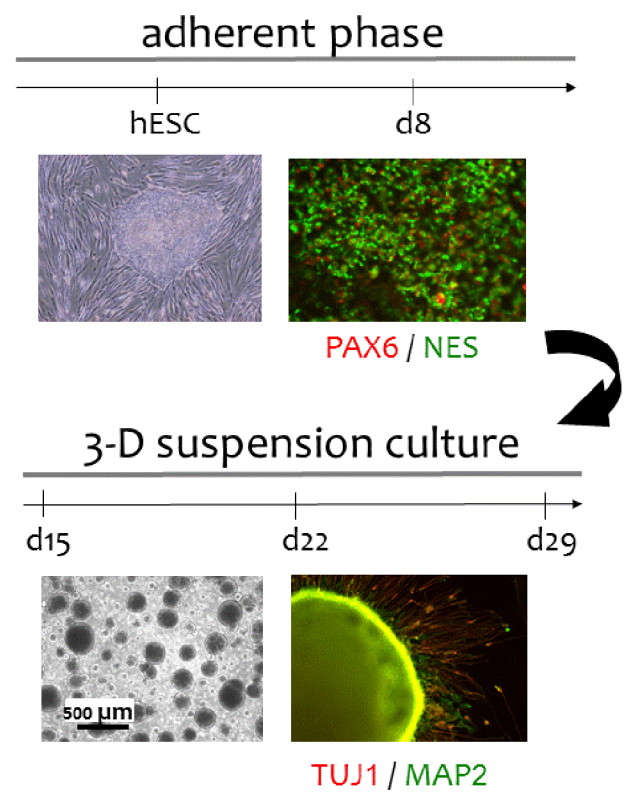 adherent phase
hESC d8
PAX6 / NES
3-D suspension culture
d15 d22 d29
500 µm
TUJ1 / MAP2